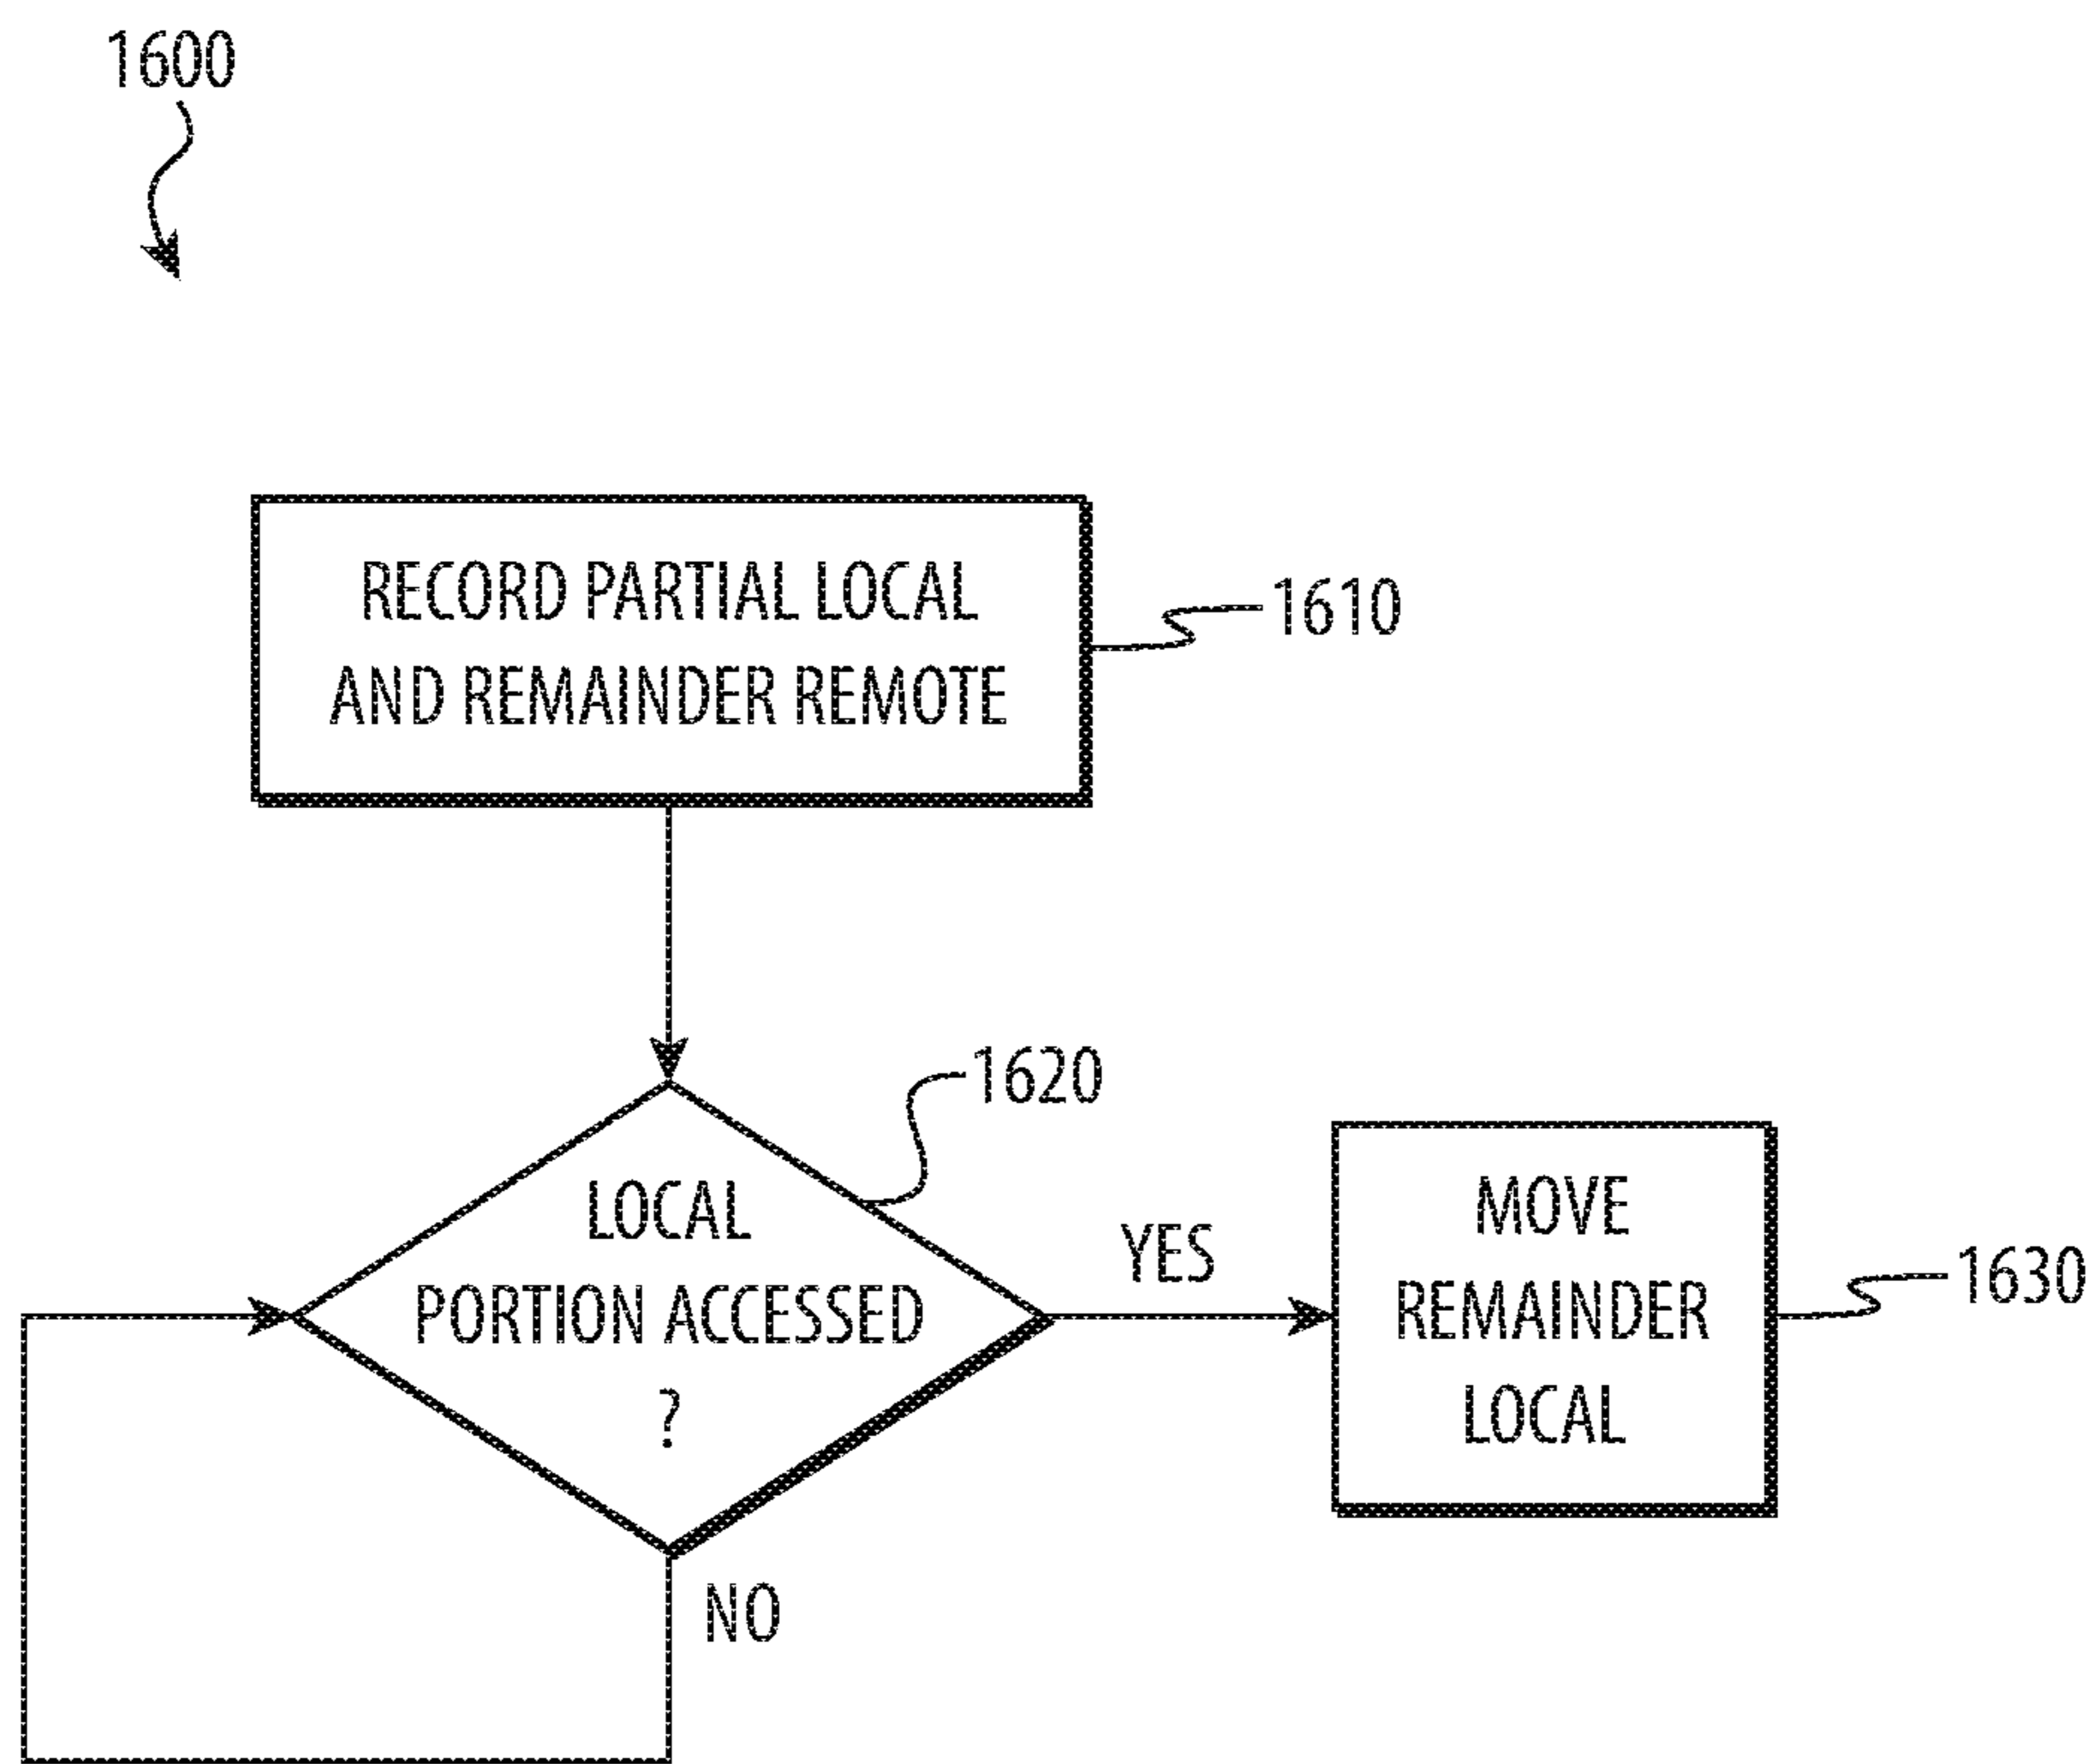 1600
RECORD PARTIAL LOCAL
AND REMAINDER REMOTE
1610
1620
LOCAL
PORTION ACCESSED
?
YES
MOVE
REMAINDER
LOCAL
1630
NO